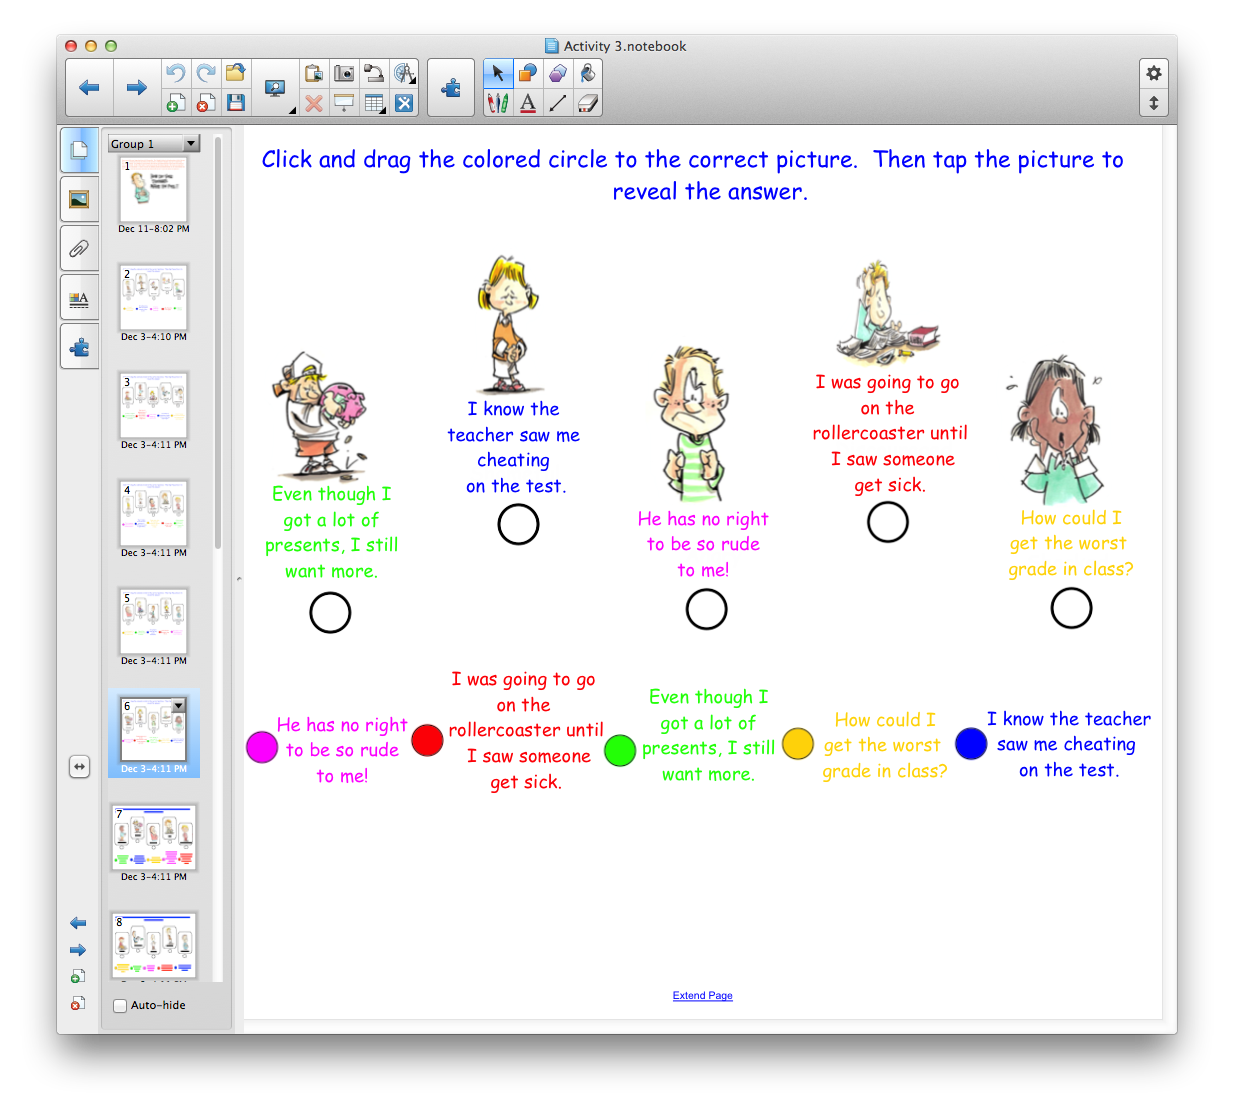 Activity 3.notebook
Group 1
1
Dec 11-8:02 PM
2
Dec 3-4:10 PM
3
Dec 3-4:11 PM
4
Dec 3-4:11 PM
5
Dec 3-4:11 PM
6
Dec 3-4:11 PM
7
Dec 3-4:11 PM
8
Auto-hide
Click and drag the colored circle to the correct picture. Then tap the picture to
reveal the answer.
Even though I
got a lot of
presents, I still
want more.
I know the
teacher saw me
cheating
on the test.
He has no right
to be so rude
to me!
I was going to go
on the
rollercoaster until
I saw someone
get sick.
How could I
get the worst
grade in class?
He has no right
to be so rude
to me!
I was going to go
on the
rollercoaster until
I saw someone
get sick.
Even though I
got a lot of
presents, I still
want more.
How could I
get the worst
grade in class?
I know the teacher
saw me cheating
on the test.
Extend Page